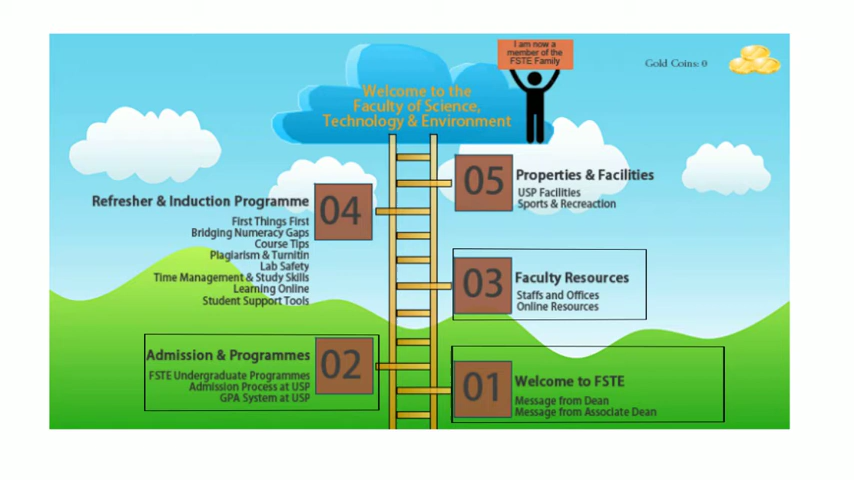 I am now a
member of the
FSTE Family
Gold Coins: 0
Welcome to the
Faculty of Science,
Technology & Environment
05
Properties & Facilities
USP Facilities
Sports & Recreaction
04
Refresher & Induction Programme
First Things First
Bridging Numeracy Gaps
Course Tips
Plagiarism & Turnitin
Lab Safety
Time Management & Study Skills
Learning Online
Student Support Tools
03
Faculty Resources
Staffs and Offices
Online Resources
02
Admission & Programmes
FSTE Undergraduate Programmes
Admission Process at USP
GPA System at USP
01
Welcome to FSTE
Message from Dean
Message from Associate Dean